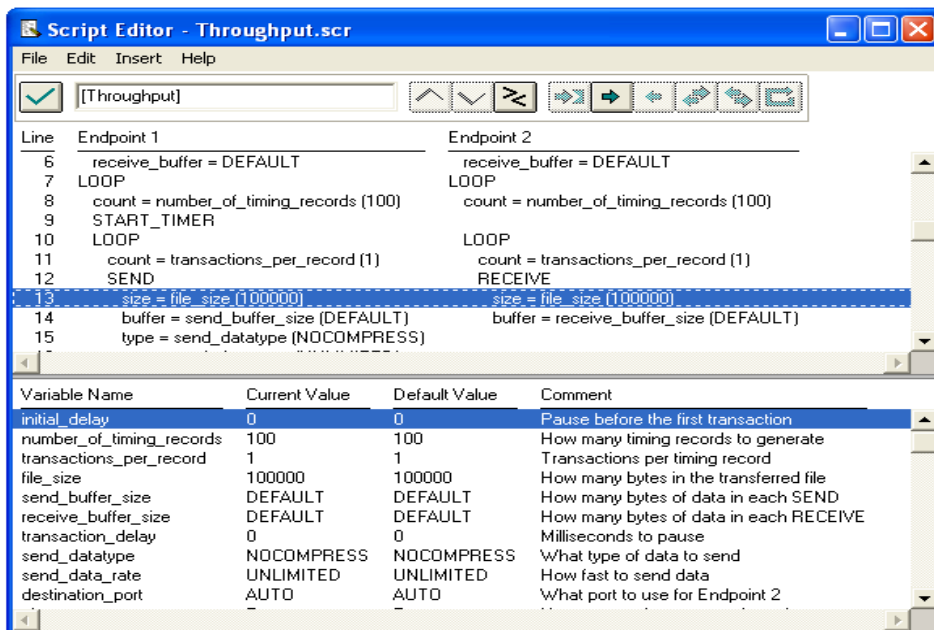 Script Editor - Throughput.scr
File Edit Insert Help
[Throughput]
Line Endpoint 1 Endpoint 2
6 receive_buffer = DEFAULT receive_buffer = DEFAULT
7 LOOP LOOP
8 count = number_of_timing_records (100) count = number_of_timing_records (100)
9 START_TIMER
10 LOOP LOOP
11 count = transactions_per_record (1) count = transactions_per_record (1)
12 SEND RECEIVE
13 size = file_size (100000) size = file_size (100000)
14 buffer = send_buffer_size (DEFAULT) buffer = receive_buffer_size (DEFAULT)
15 type = send_datatype (NOCOMPRESS)
Variable Name Current Value Default Value Comment
initial_delay 0 0 Pause before the first transaction
number_of_timing_records 100 100 How many timing records to generate
transactions_per_record 1 1 Transactions per timing record
file_size 100000 100000 How many bytes in the transferred file
send_buffer_size DEFAULT DEFAULT How many bytes of data in each SEND
receive_buffer_size DEFAULT DEFAULT How many bytes of data in each RECEIVE
transaction_delay 0 0 Milliseconds to pause
send_datatype NOCOMPRESS NOCOMPRESS What type of data to send
send_data_rate UNLIMITED UNLIMITED How fast to send data
destination_port AUTO AUTO What port to use for Endpoint 2